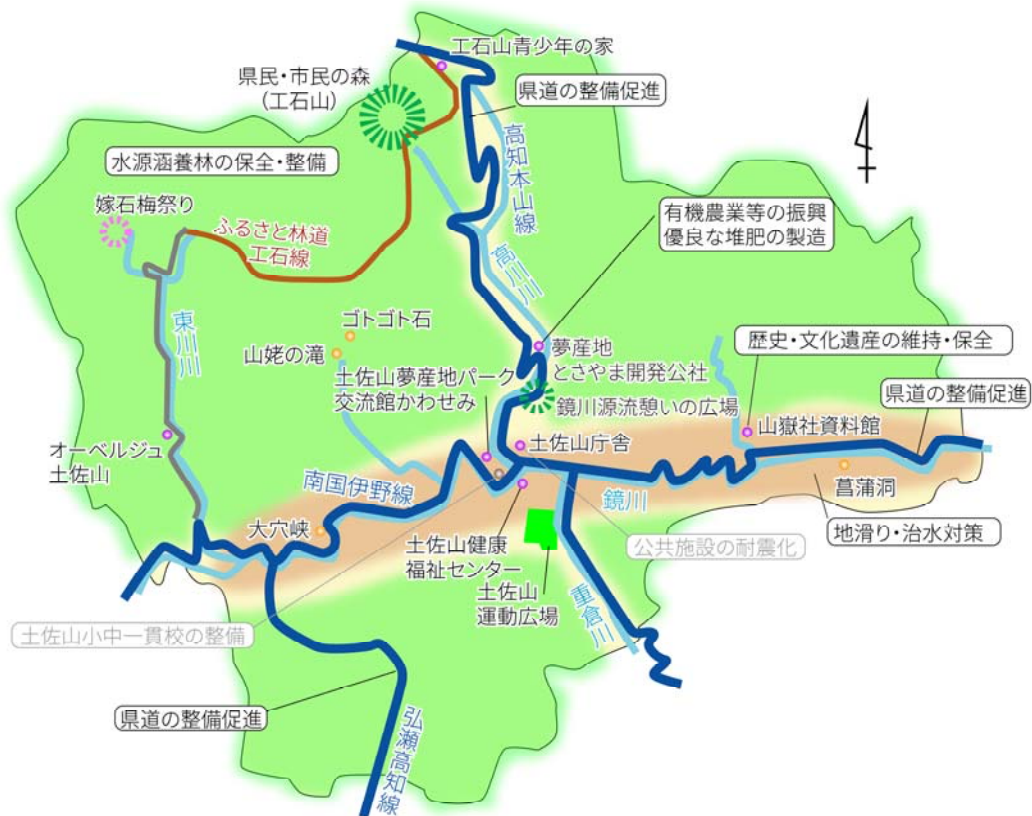 工石山青少年の家
県民・市民の森
(工石山)
県道の整備促進
水源涵養林の保全・整備
高知本山線
嫁石梅祭り
ふるさと林道
工石線
有機農業等の振興
優良な堆肥の製造
高川川
東川川
ゴトゴト石
山姥の滝
夢産地
とさやま開発公社
歴史・文化遺産の維持・保全
土佐山夢産地パーク
交流館かわせみ
鏡川源流憩いの広場
県道の整備促進
山嶽社資料館
オーベルジュ
土佐山
土佐山庁舎
南国伊野線
鏡川
菖蒲洞
大穴峡
地滑り・治水対策
土佐山健康
福祉センター
公共施設の耐震化
土佐山
運動広場
重倉川
土佐山小中一貫校の整備
県道の整備促進
弘瀬高知線